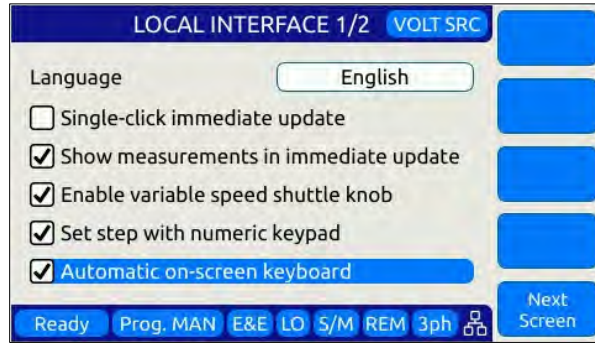 LOCAL INTERFACE 1/2 VOLT SRC
Language English
Single-click immediate update
Show measurements in immediate update
Enable variable speed shuttle knob
Set step with numeric keypad
Automatic on-screen keyboard
Ready Prog. MAN E&E LO S/M REM 3ph
Next
Screen